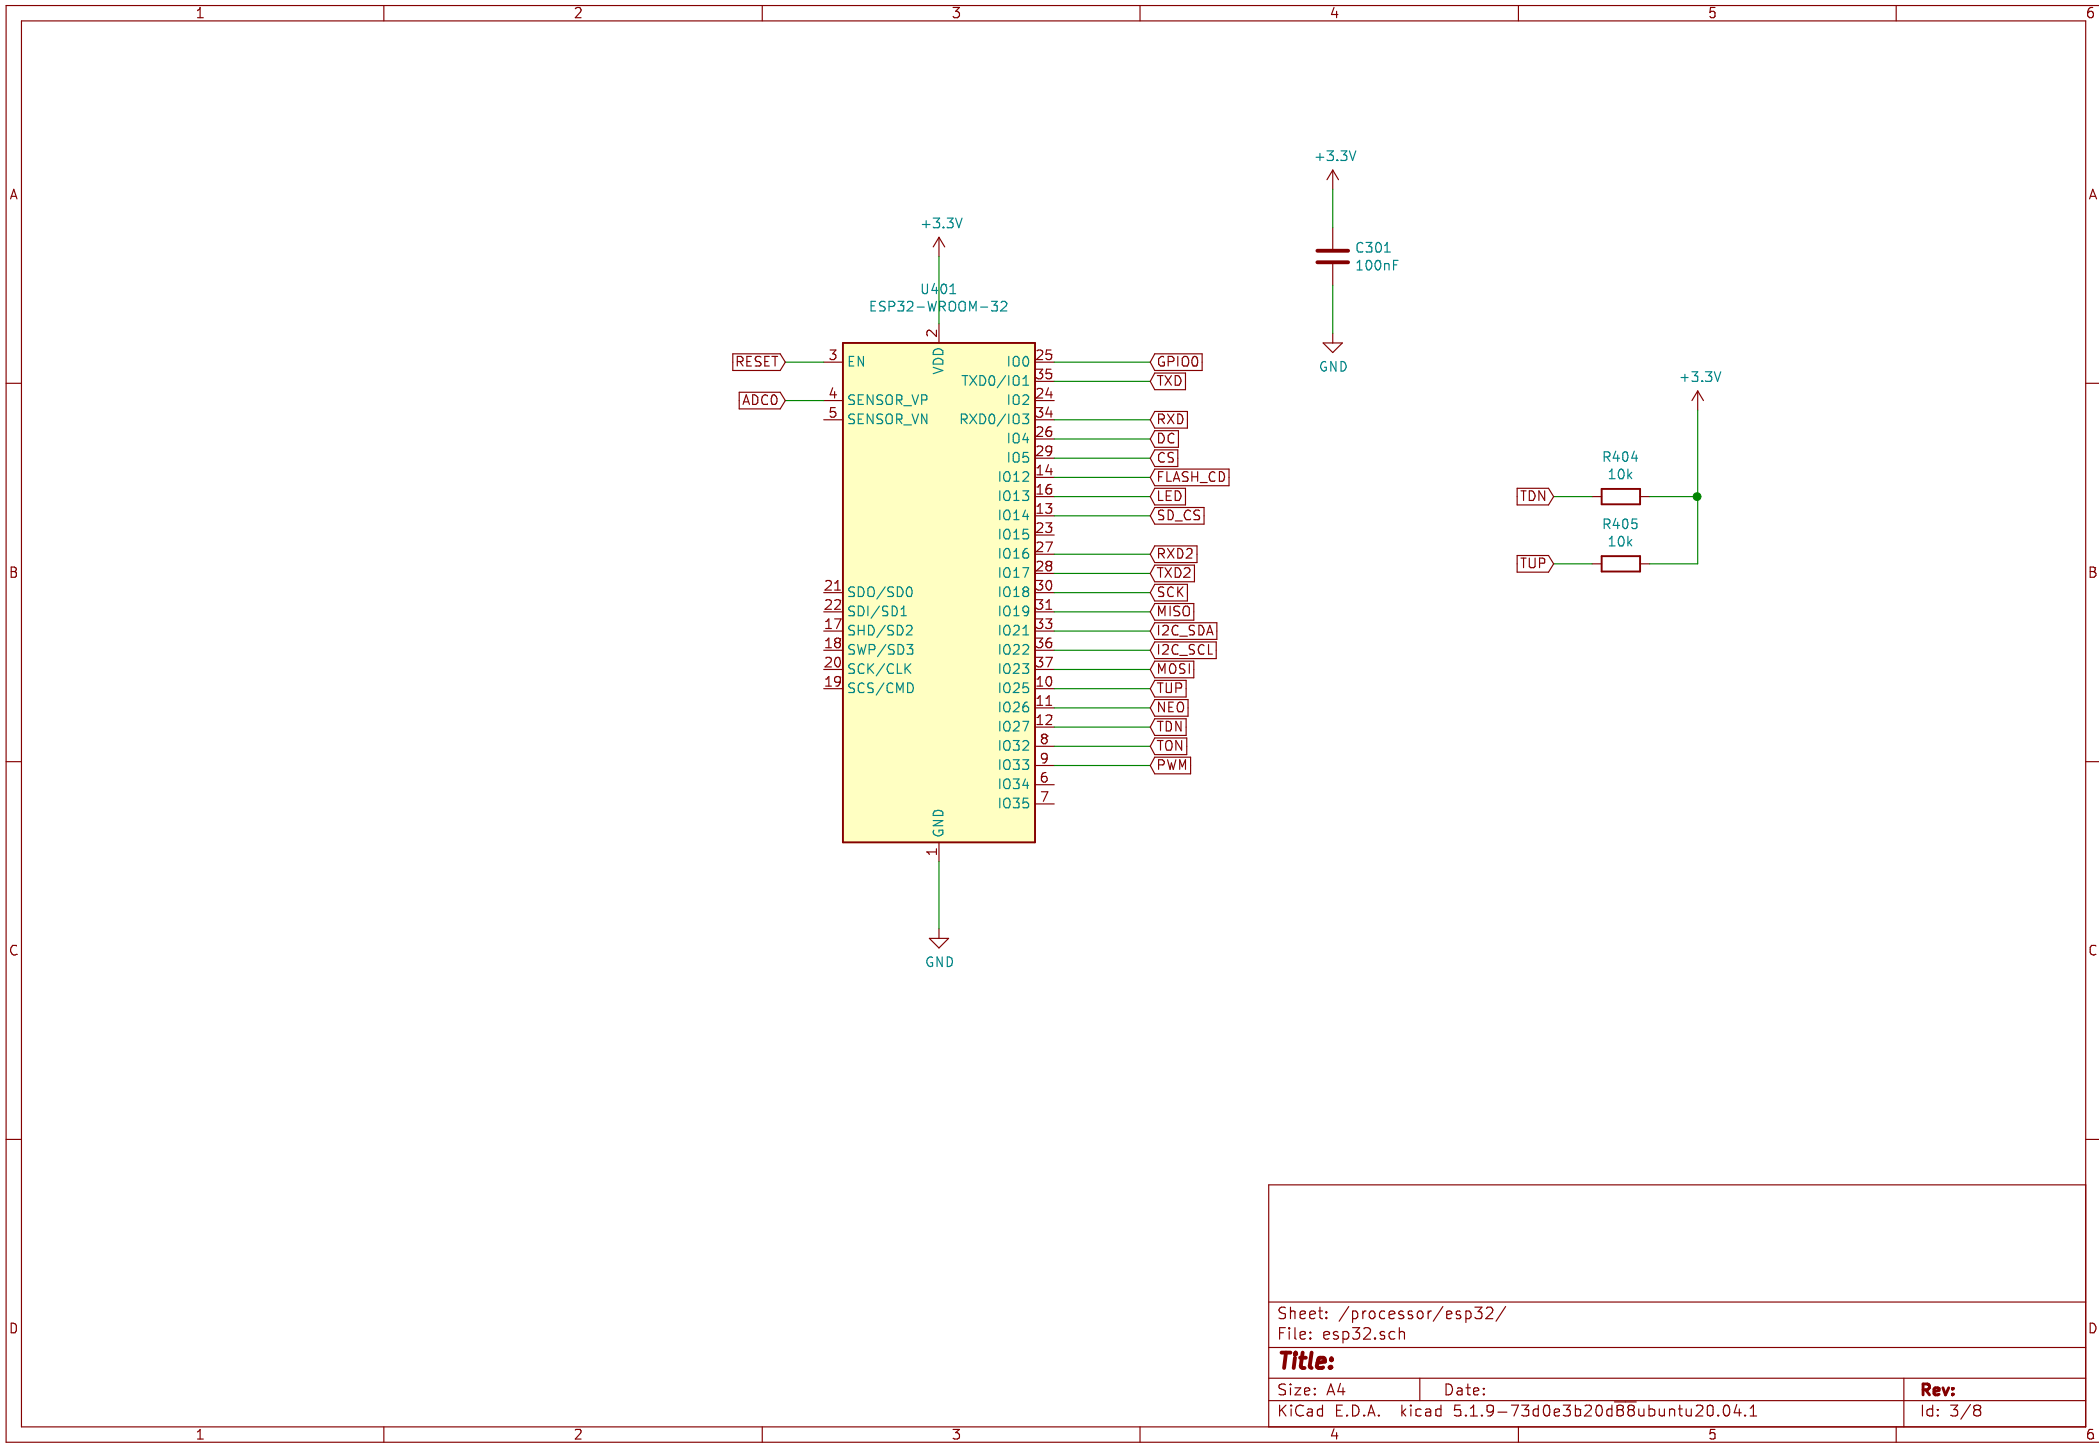 1 2 3 4 5 6
A A
B B
C C
D D
+3.3V
U401
ESP32-WROOM-32
2
VDD
RESET 3 EN
ADC0 4 SENSOR_VP
5 SENSOR_VN
21 SDO/SD0
22 SDI/SD1
17 SHD/SD2
18 SWP/SD3
20 SCK/CLK
19 SCS/CMD
IO0 25 GPIO0
TXD0/IO1 35 TXD
IO2 24
RXD0/IO3 34 RXD
IO4 26 DC
IO5 29 CS
IO12 14 FLASH_CD
IO13 16 LED
IO14 13 SD_CS
IO15 23
IO16 27 RXD2
IO17 28 TXD2
IO18 30 SCK
IO19 31 MISO
IO21 33 I2C_SDA
IO22 36 I2C_SCL
IO23 37 MOSI
IO25 10 TUP
IO26 11 NEO
IO27 12 TDN
IO32 8 TON
IO33 9 PWM
IO34 6
IO35 7
GND
1
GND
+3.3V
C301
100nF
GND
+3.3V
R404
10k
TDN
R405
10k
TUP
Sheet: /processor/esp32/
File: esp32.sch
Title:
Size: A4 Date: Rev:
KiCad E.D.A. kicad 5.1.9-73d0e3b20d88ubuntu20.04.1 Id: 3/8
1 2 3 4 5 6